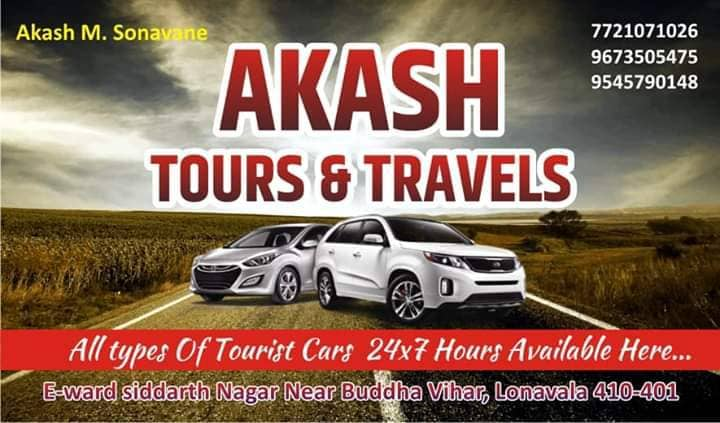 Akash M. Sonavane
7721071026
9673505475
9545790148
AKASH
TOURS & TRAVELS
All types Of Tourist Cars 24x7 Hours Available Here...
E-ward siddarth Nagar Near Buddha Vihar, Lonavala 410-401